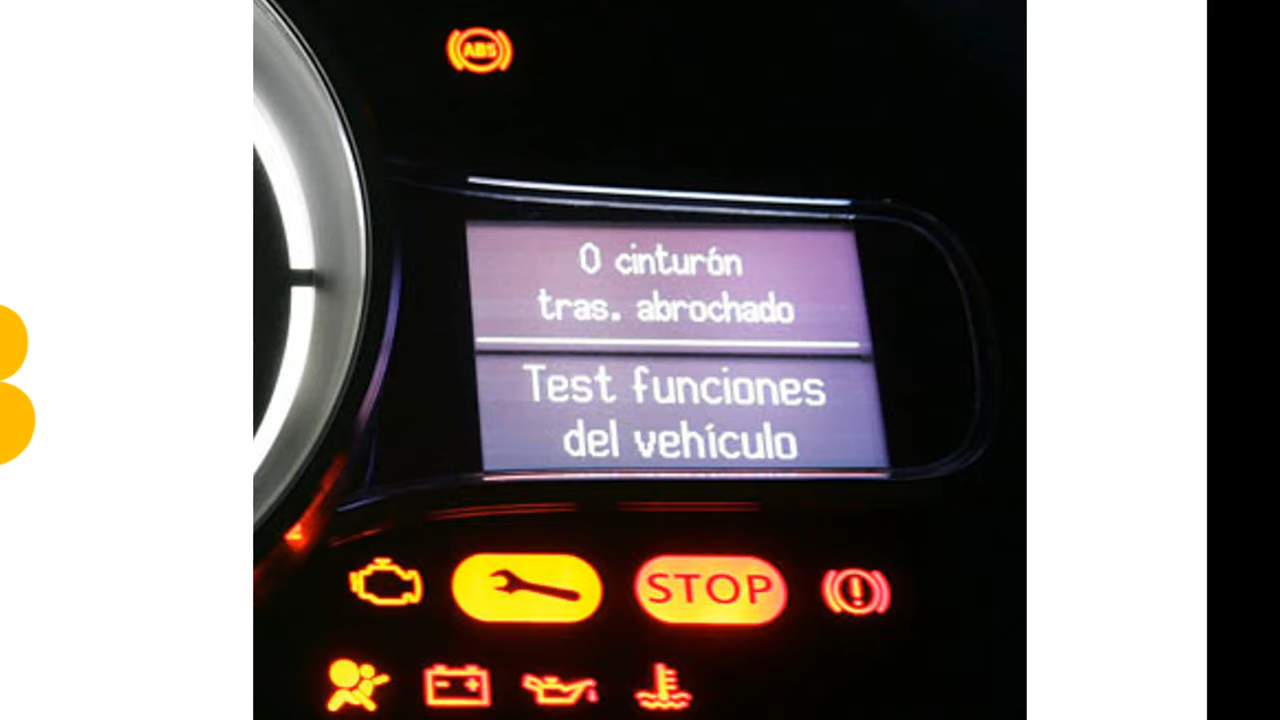 ABS
0 cinturón
tras. abrochado
Test funciones
del vehículo
STOP